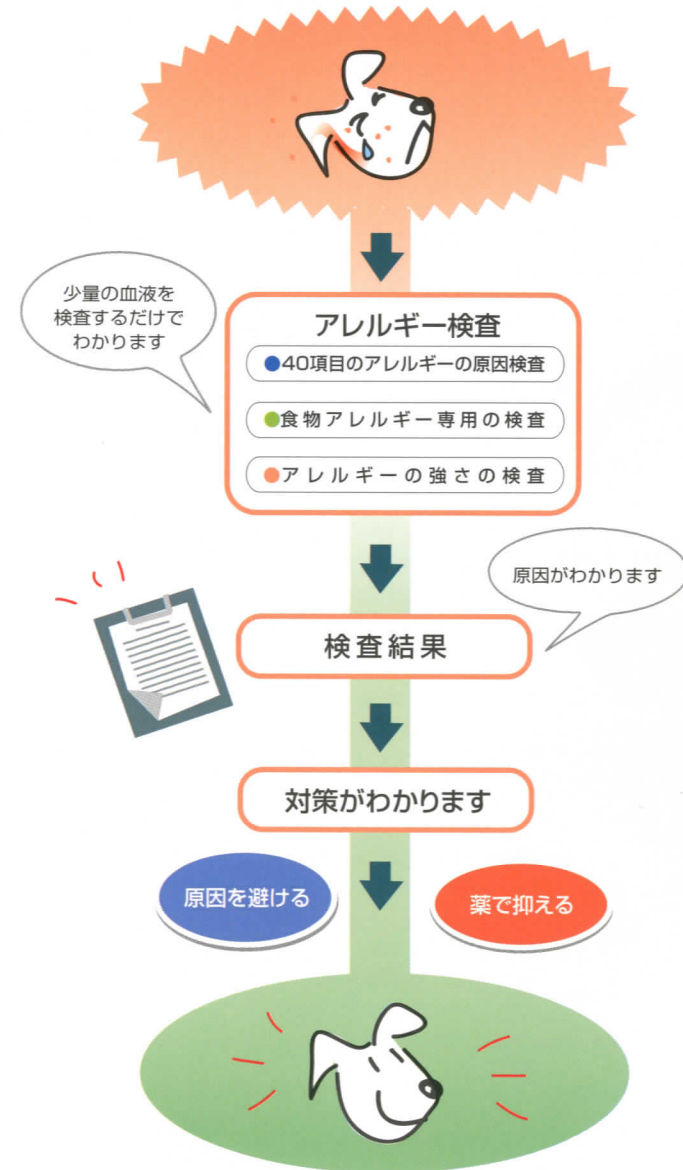 少量の血液を
検査するだけで
わかります
アレルギー検査
●40項目のアレルギーの原因検査
●食物アレルギー専用の検査
●アレルギーの強さの検査
原因がわかります
検査結果
対策がわかります
原因を避ける
薬で抑える